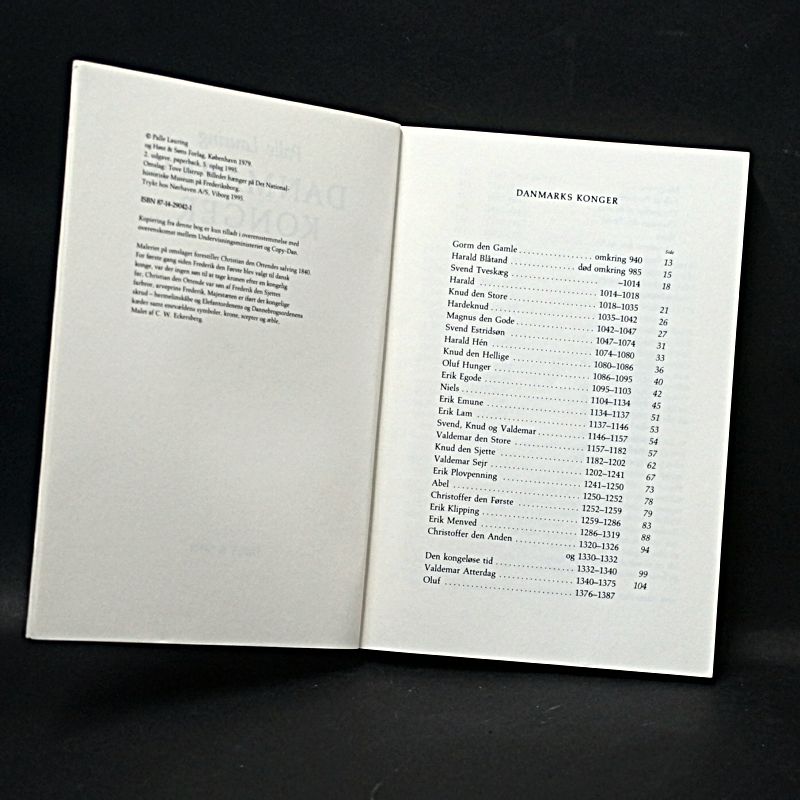 © Palle Lauring
og Høst & Søns Forlag, København 1979.
2. udgave, paperback, 5. oplag 1995.
Omslag: Tove Ulstrup. Billedet hænger på Det National-
historiske Museum på Frederiksborg.
Trykt hos Nørhaven A/S, Viborg 1995
ISBN 87-14-29042-1
Kopiering fra denne bog er kun tilladt i overensstemmelse med
overenskomst mellem Undervisningsministeriet og Copy-Dan.
Maleriet på omslaget forestiller Christian den Ottendes salving 1840.
For første gang siden Frederik den Første blev valgt til dansk
konge, var der ingen søn til at tage kronen efter en kongelig
far. Christian den Ottende var søn af Frederik den Sjettes
farbror, arveprins Frederik. Majestæten er iført det kongelige
skrud – hermelinskåbe og Elefantordenens og Dannebrogsordenens
kæder samt enevældens symboler, krone, scepter og æble.
Malet af C. W. Eckersberg.
DANMARKS KONGER
Side
Gorm den Gamle omkring 940 13
Harald Blåtand død omkring 985 15
Svend Tveskæg –1014 18
Harald 1014–1018
Knud den Store 1018–1035 21
Hardeknud 1035–1042 26
Magnus den Gode 1042–1047 27
Svend Estridsøn 1047–1074 31
Harald Hén 1074–1080 33
Knud den Hellige 1080–1086 36
Oluf Hunger 1086–1095 40
Erik Egode 1095–1103 42
Niels 1104–1134 45
Erik Emune 1134–1137 51
Erik Lam 1137–1146 53
Svend, Knud og Valdemar 1146–1157 54
Valdemar den Store 1157–1182 57
Knud den Sjette 1182–1202 62
Valdemar Sejr 1202–1241 67
Erik Plovpenning 1241–1250 73
Abel 1250–1252 78
Christoffer den Første 1252–1259 79
Erik Klipping 1259–1286 83
Erik Menved 1286–1319 88
Christoffer den Anden 1320–1326 94
og 1330–1332
Den kongeløse tid 1332–1340 99
Valdemar Atterdag 1340–1375 104
Oluf 1376–1387